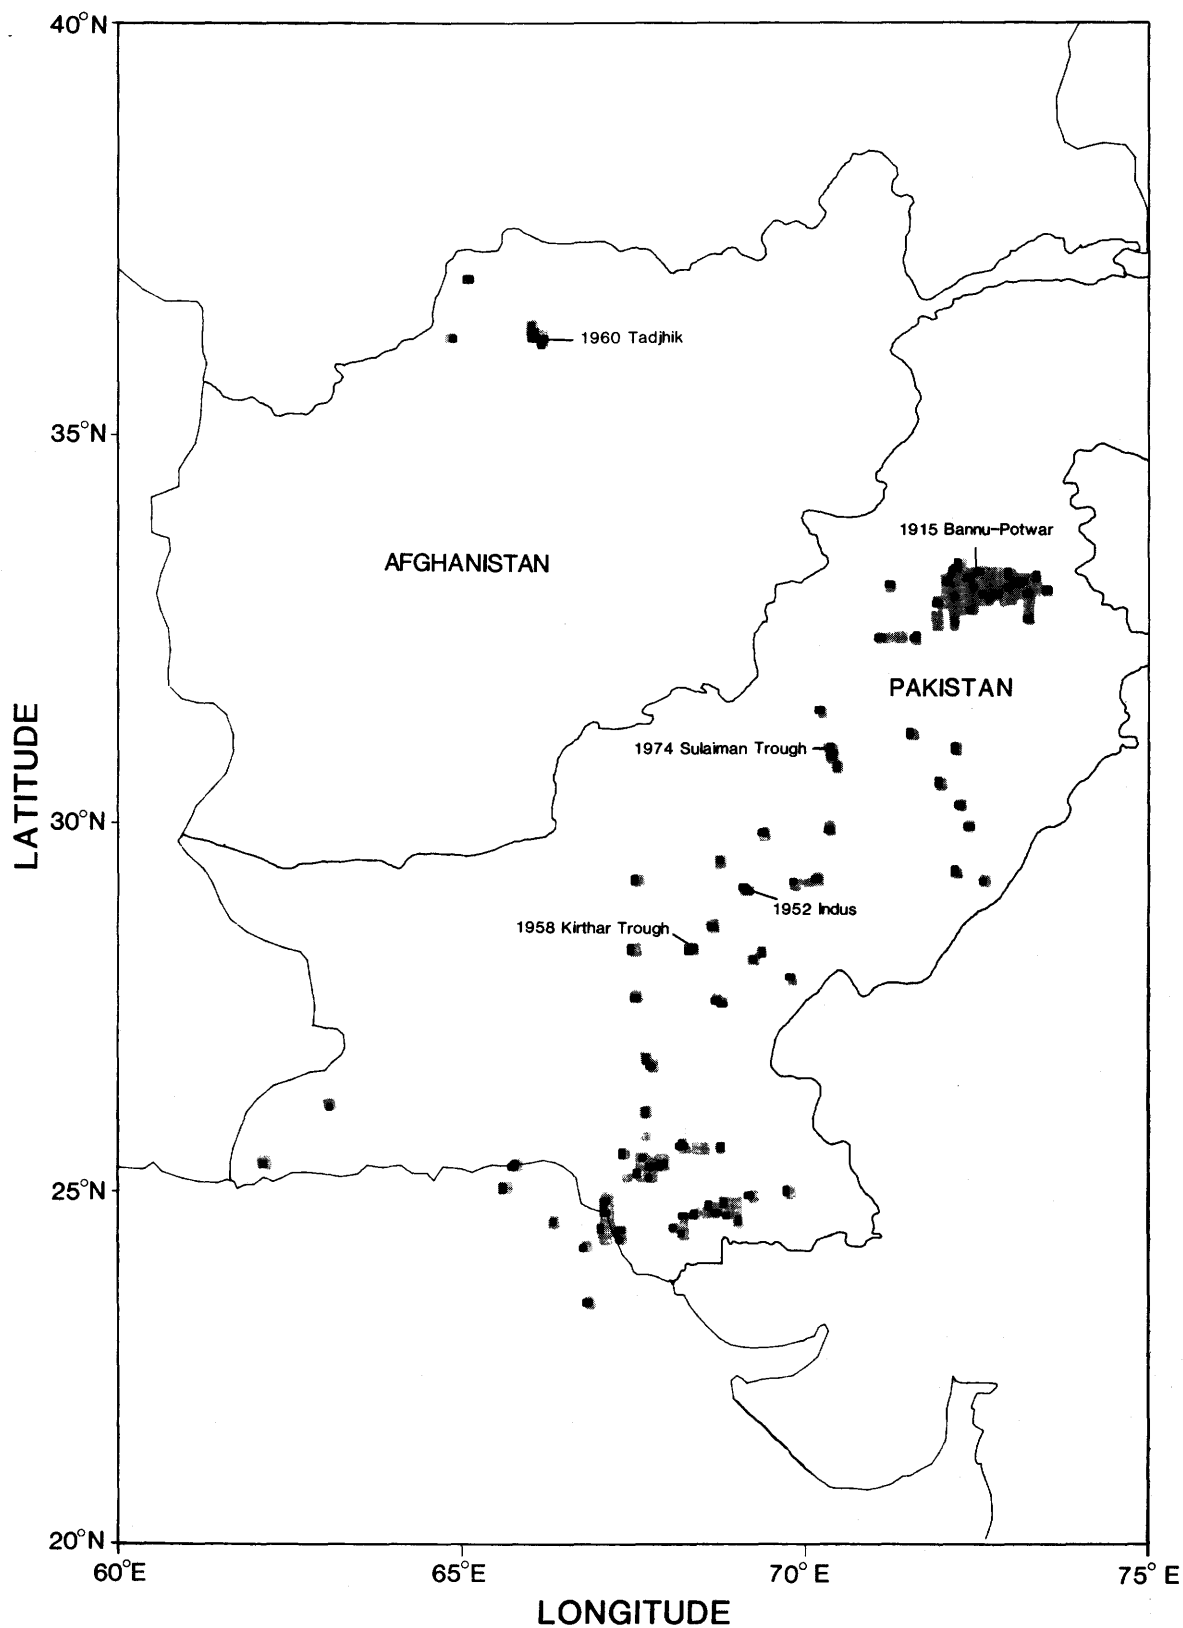 40°N
1960 Tadjhik
35°N
1915 Bannu-Potwar
AFGHANISTAN
PAKISTAN
1974 Sulaiman Trough
LATITUDE
30°N
1952 Indus
1958 Kirthar Trough
25°N
20°N
60°E
65°E
70°E
75°E
LONGITUDE